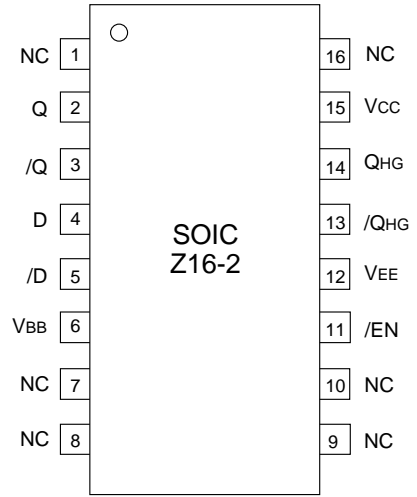 NC 1 16 NC
Q 2 15 VCC
/Q 3 14 QHG
D 4 13 /QHG
SOIC
Z16-2
/D 5 12 VEE
VBB 6 11 /EN
NC 7 10 NC
NC 8 9 NC